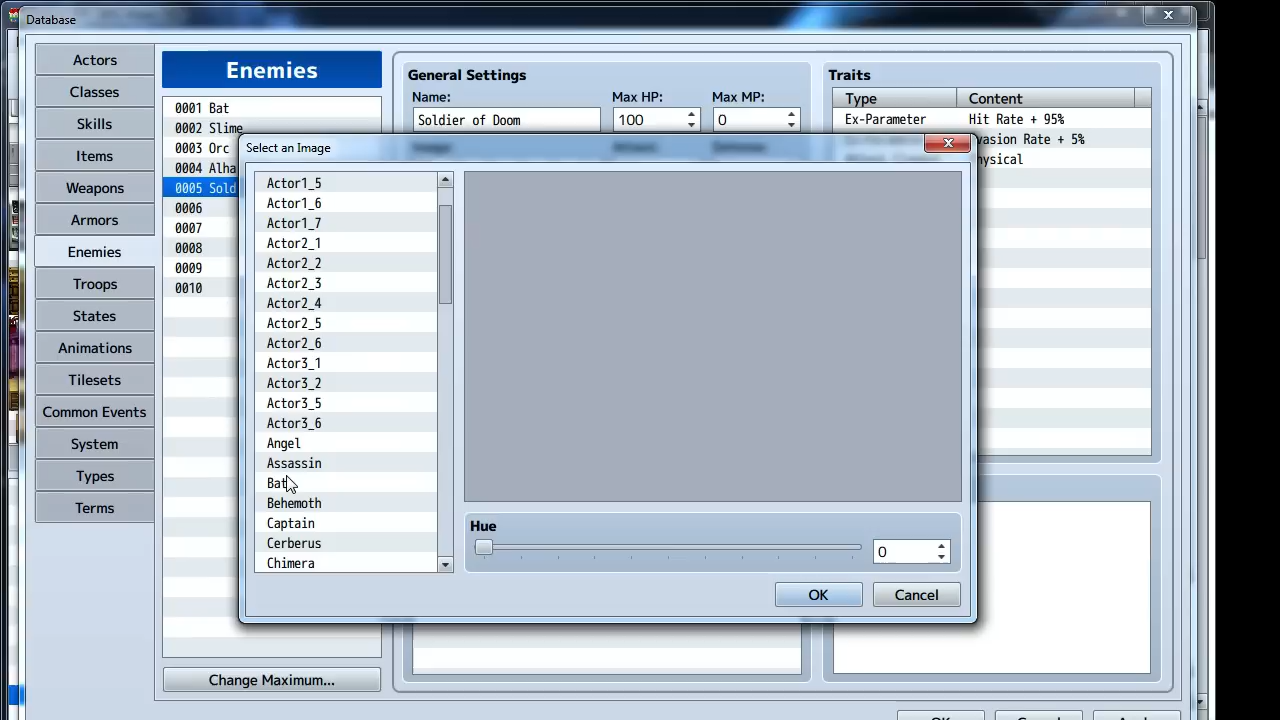 Database
Actors
Classes
Skills
Items
Weapons
Armors
Enemies
Troops
States
Animations
Tilesets
Common Events
System
Types
Terms
Enemies
0001 Bat
0002 Slime
0003 Orc
0004 Alha
0005 Sold
0006
0007
0008
0009
0010
Change Maximum...
General Settings
Name:
Max HP:
Max MP:
Soldier of Doom
100
0
Traits
Type
Content
Ex-Parameter
Hit Rate + 95%
vasion Rate + 5%
hysical
Select an Image
Actor1_5
Actor1_6
Actor1_7
Actor2_1
Actor2_2
Actor2_3
Actor2_4
Actor2_5
Actor2_6
Actor3_1
Actor3_2
Actor3_5
Actor3_6
Angel
Assassin
Bat
Behemoth
Captain
Cerberus
Chimera
Hue
0
OK
Cancel